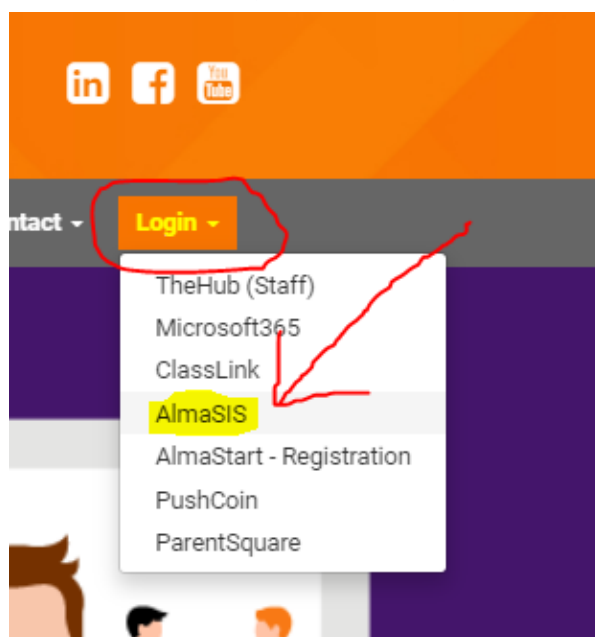 in f You Tube
ntact Login
TheHub (Staff)
Microsoft365
ClassLink
AlmaSIS
AlmaStart - Registration
PushCoin
ParentSquare